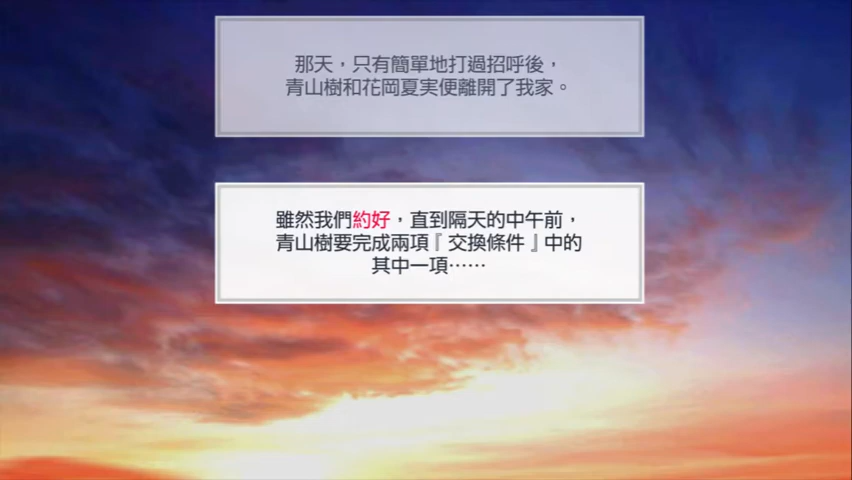 那天，只有簡單地打過招呼後，
青山樹和花岡夏実便離開了我家。
雖然我們約好，直到隔天的中午前，
青山樹要完成兩項『交換條件』中的
其中一項……